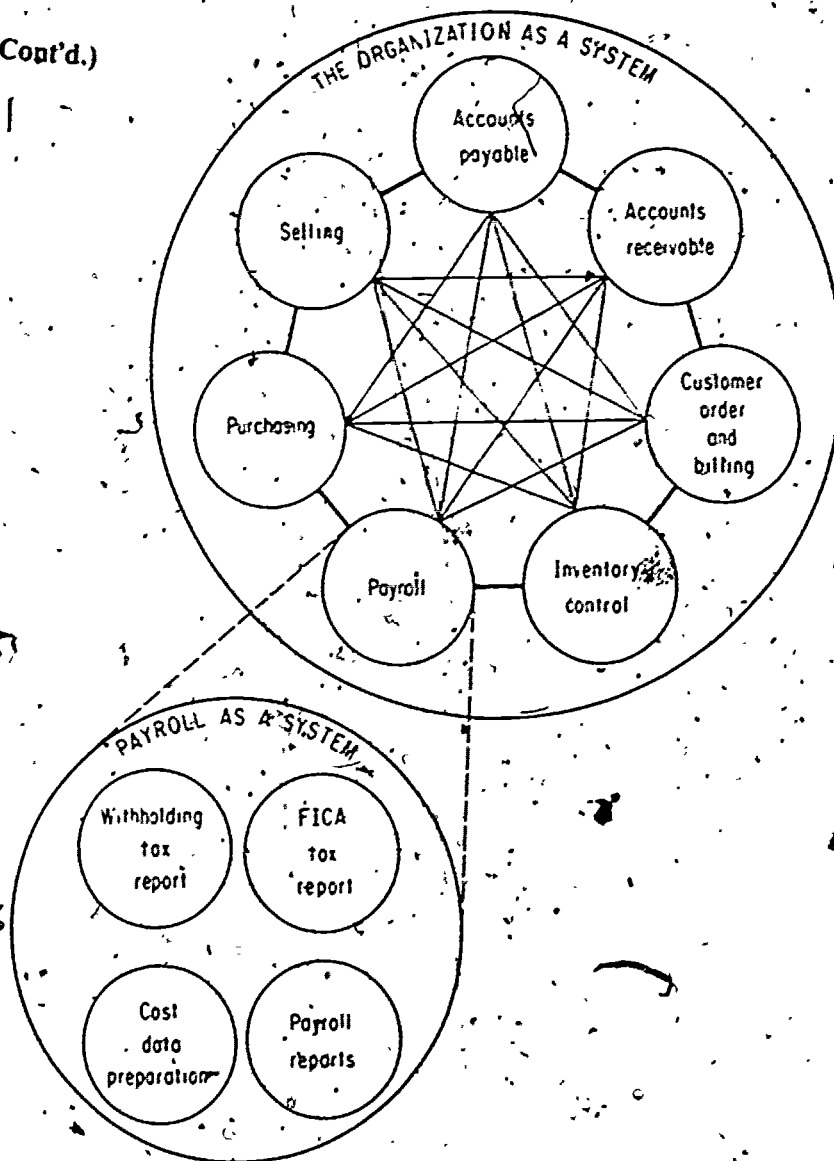 Cont'd.)
THE ORGANIZATION AS A SYSTEM
Accounts
payable
Selling
Accounts
receivable
Purchasing
Customer
order
and
billing
Payroll
Inventory
control
PAYROLL AS A SYSTEM
Withholding
tax
report
FICA
tax
report
Cost
data
preparation
Payroll
reports